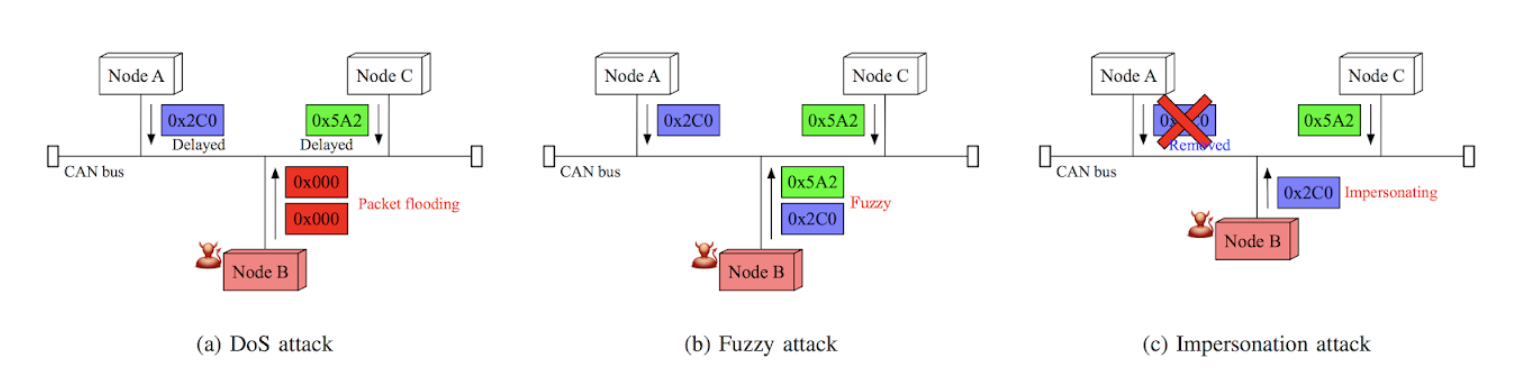 Node A
Node C
0x2C0
0x5A2
Delayed
Delayed
CAN bus
0x000
0x000
Packet flooding
Node B
(a) DoS attack
Node A
Node C
0x2C0
0x5A2
CAN bus
0x5A2
0x2C0
Fuzzy
Node B
(b) Fuzzy attack
Node A
Node C
0x5A2
Removed
CAN bus
0x2C0
Impersonating
Node B
(c) Impersonation attack